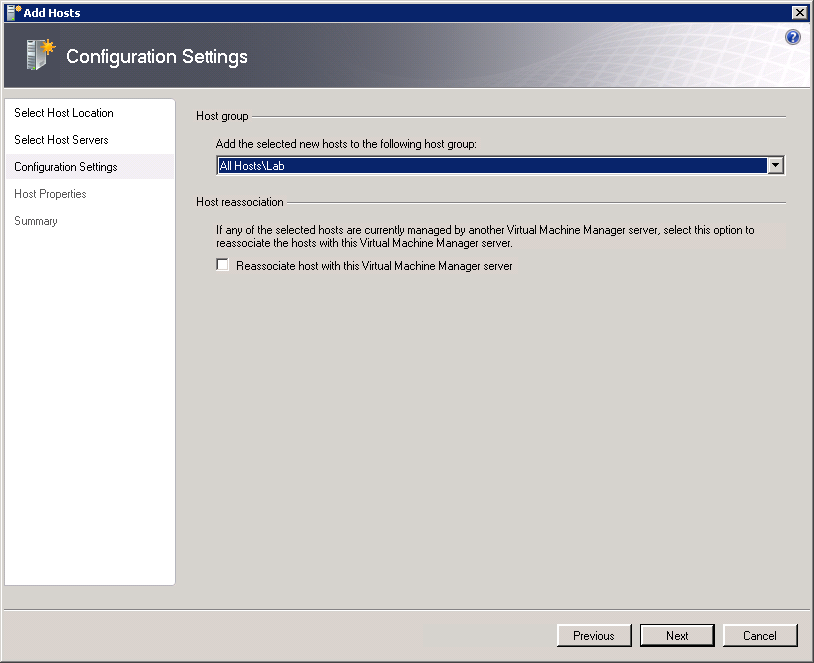 Add Hosts
Configuration Settings
Select Host Location
Select Host Servers
Configuration Settings
Host Properties
Summary
Host group
Add the selected new hosts to the following host group:
All Hosts\Lab
Host reassociation
If any of the selected hosts are currently managed by another Virtual Machine Manager server, select this option to
reassociate the hosts with this Virtual Machine Manager server.
Reassociate host with this Virtual Machine Manager server
Previous
Next
Cancel